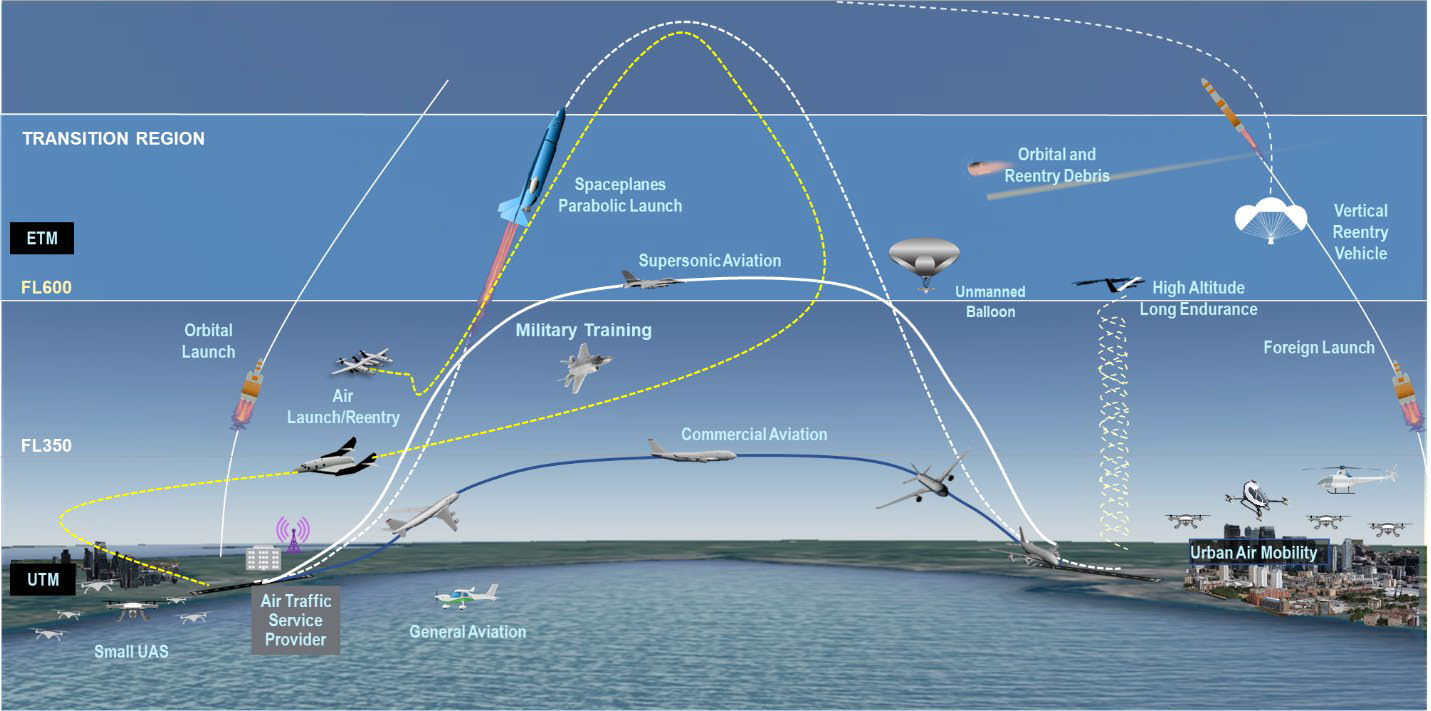 TRANSITION REGION
Orbital and
Reentry Debris
Spaceplanes
Parabolic Launch
Vertical
Reentry
Vehicle
ETM
Supersonic Aviation
FL600
Unmanned
Balloon
High Altitude
Long Endurance
Orbital
Launch
Military Training
Foreign Launch
Air
Launch/Reentry
FL350
Commercial Aviation
Urban Air Mobility
UTM
Air Traffic
Service
Provider
General Aviation
Small UAS